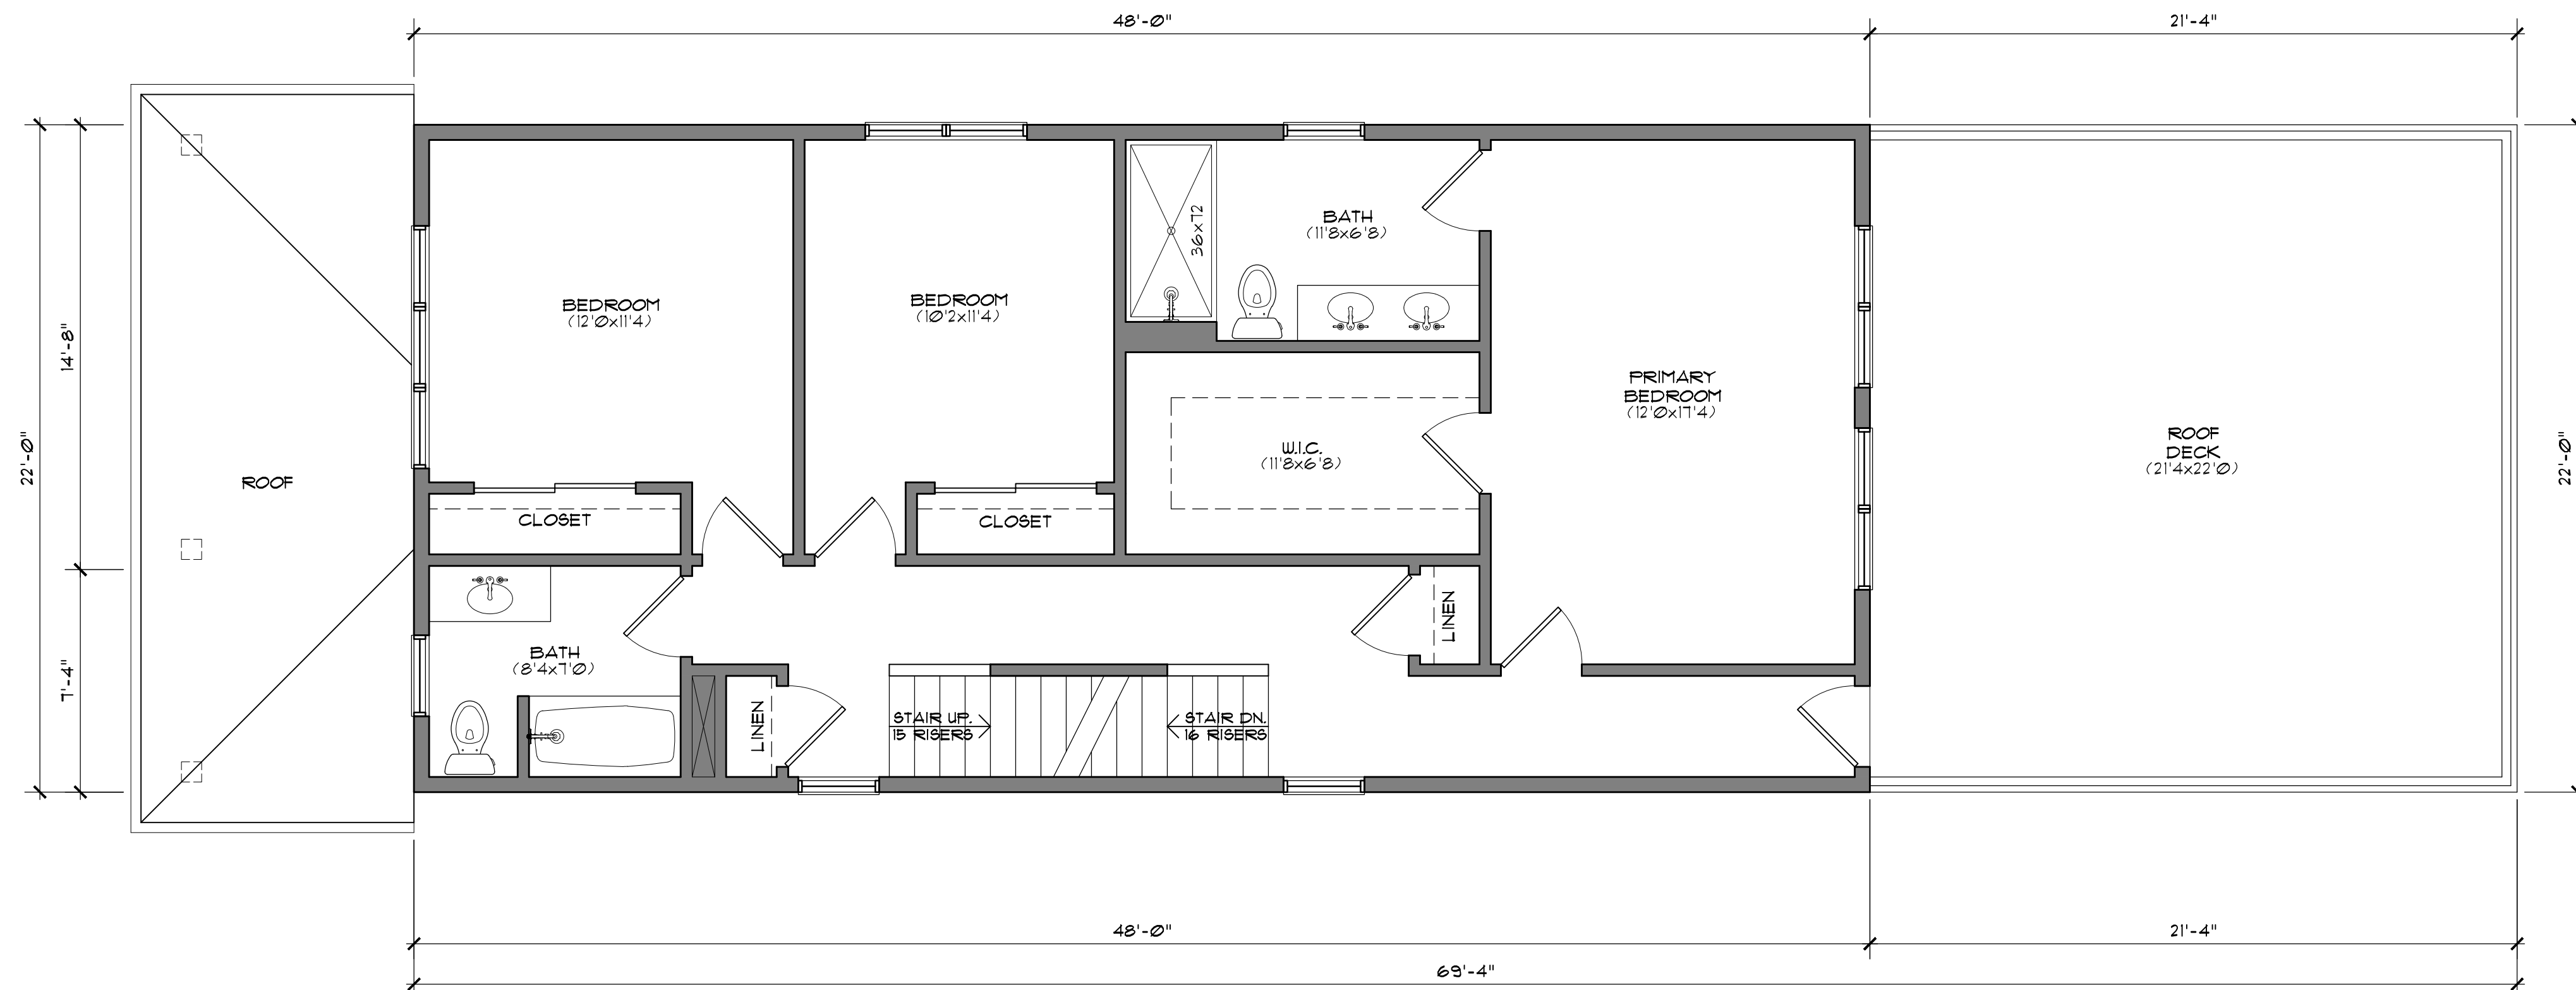 48'-0"
21'-4"
22'-0"
14'-8"
7'-4"
ROOF
BEDROOM
(12'0x11'4)
CLOSET
BEDROOM
(10'2x11'4)
CLOSET
36x72
BATH
(11'8x6'8)
W.I.C.
(11'8x6'8)
PRIMARY
BEDROOM
(12'0x17'4)
ROOF
DECK
(21'4x22'0)
22'-0"
BATH
(8'4x7'0)
LINEN
STAIR UP.
15 RISERS
STAIR DN.
16 RISERS
LINEN
48'-0"
21'-4"
69'-4"